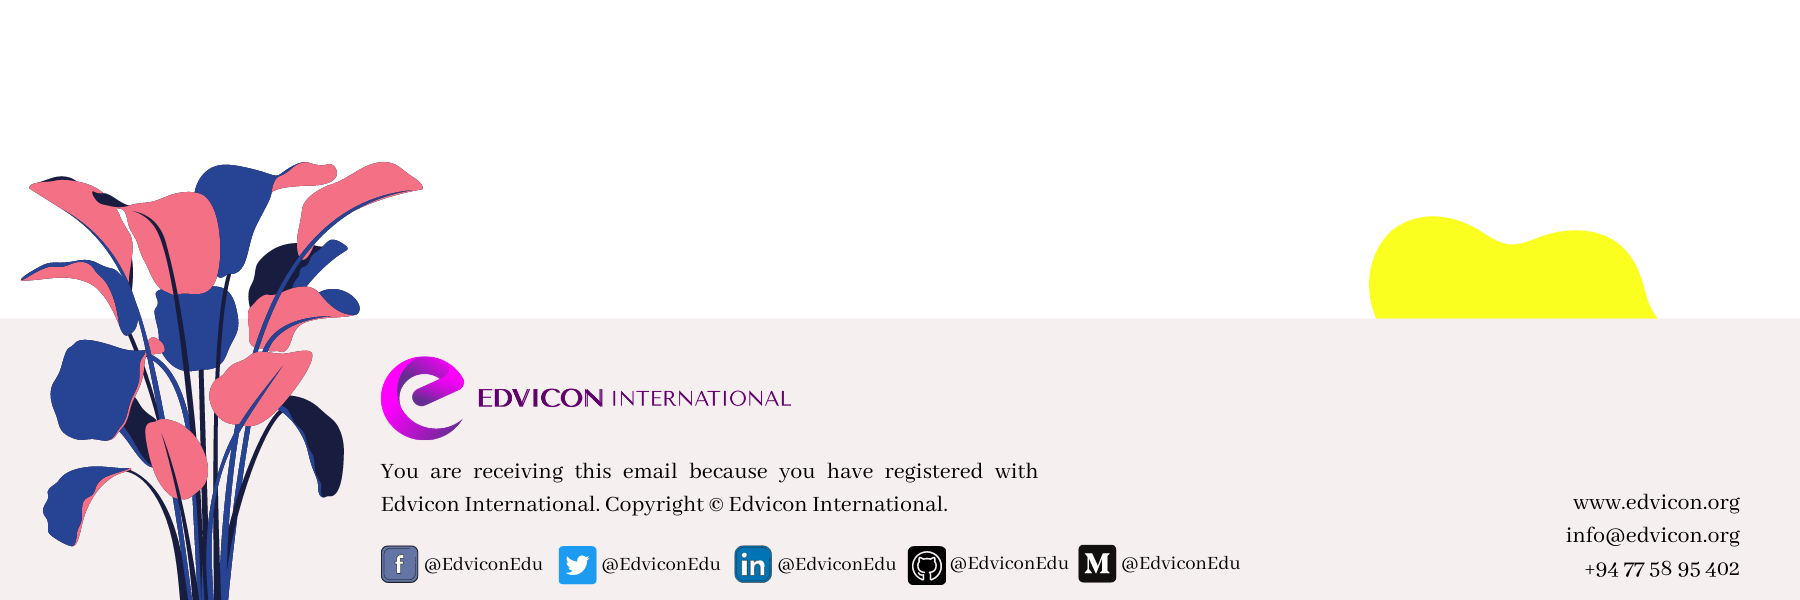 EDVICON INTERNATIONAL
You are receiving this email because you have registered with
Edvicon International. Copyright © Edvicon International.
@EdviconEdu @EdviconEdu @EdviconEdu @EdviconEdu @EdviconEdu
www.edvicon.org
info@edvicon.org
+94 77 58 95 402